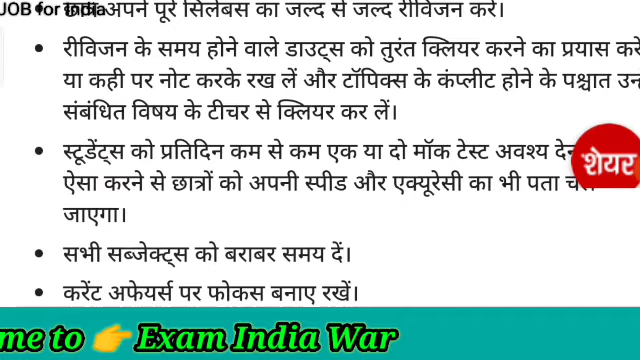 JOB for India
छात्र अपने पूरे सिलेबस का जल्द से जल्द रीविजन करें।
• रीविजन के समय होने वाले डाउट्स को तुरंत क्लियर करने का प्रयास करें
या कही पर नोट करके रख लें और टॉपिक्स के कंप्लीट होने के पश्चात
संबंधित विषय के टीचर से क्लियर कर लें।
• स्टूडेंट्स को प्रतिदिन कम से कम एक या दो मॉक टेस्ट अवश्य
शेयर
ऐसा करने से छात्रों को अपनी स्पीड और एक्यूरेसी का भी पता
जाएगा।
• सभी सब्जेक्ट्स को बराबर समय दें।
• करेंट अफेयर्स पर फोकस बनाए रखें।
me to 👉 Exam India War